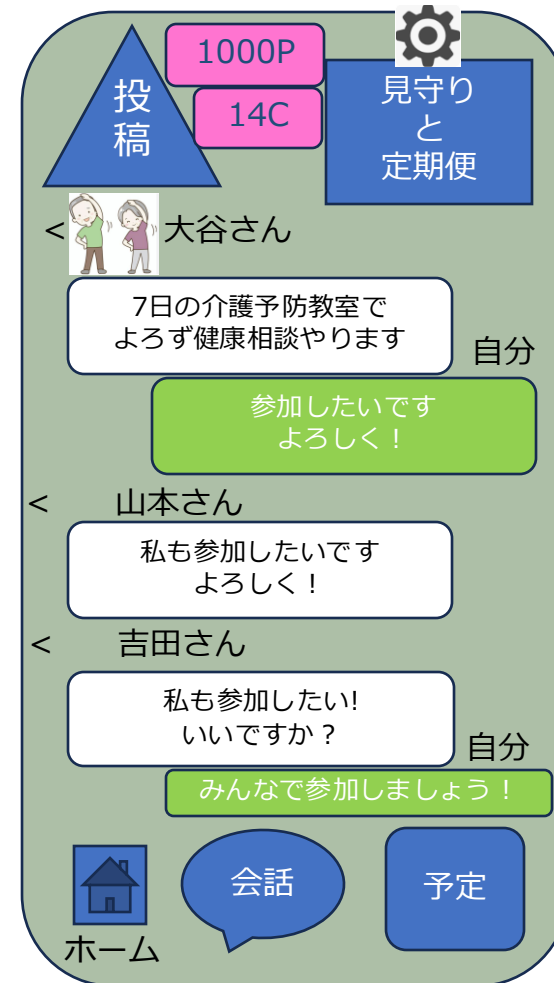 1000P
14C
投
稿
見守り
と
定期便
< 大谷さん
7日の介護予防教室で
よろず健康相談やります
自分
参加したいです
よろしく！
< 山本さん
私も参加したいです
よろしく！
< 吉田さん
私も参加したい!
いいですか？
自分
みんなで参加しましょう！
会話
予定
ホーム